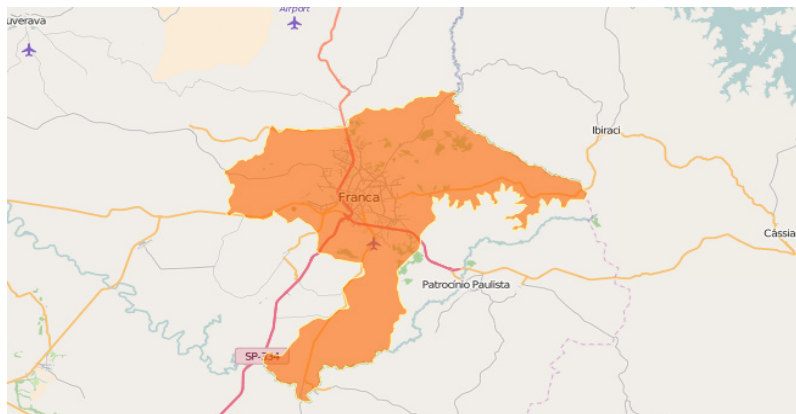 Airport
uverava
Ibiraci
Franca
Cássia
Patrocínio Paulista
SP-334